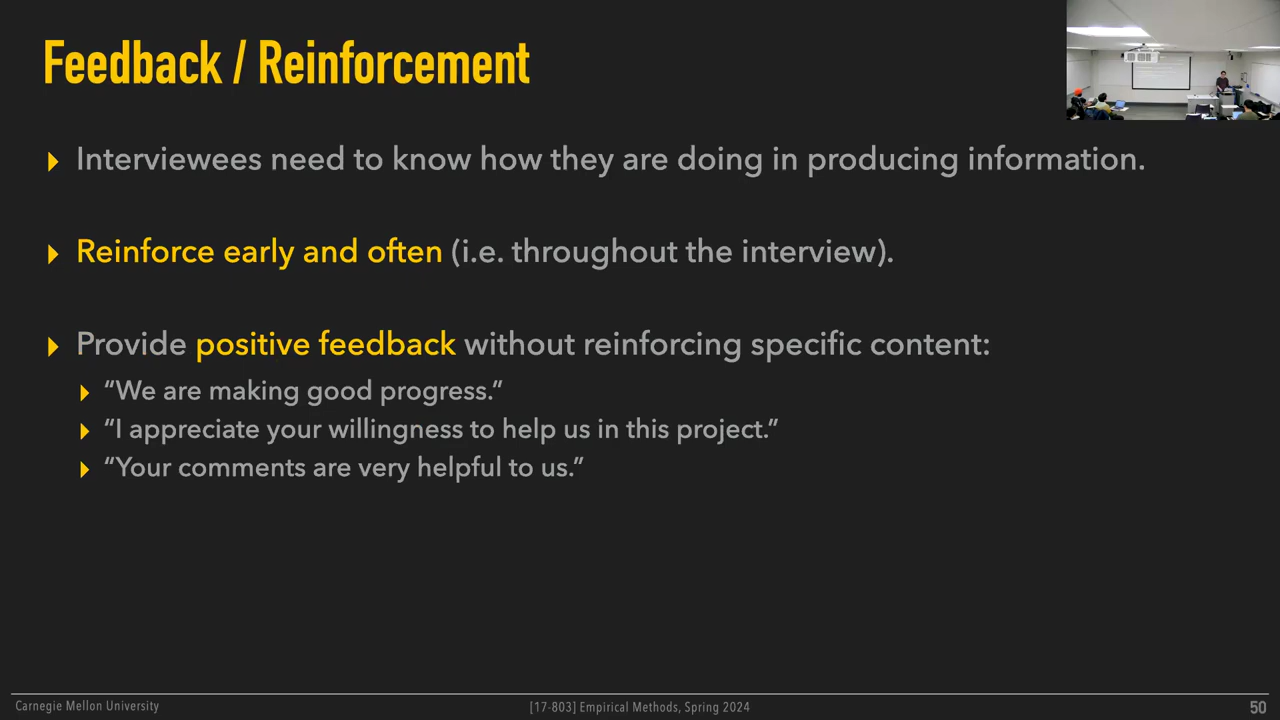 Feedback / Reinforcement
Interviewees need to know how they are doing in producing information.
Reinforce early and often (i.e. throughout the interview).
Provide positive feedback without reinforcing specific content:
“We are making good progress.”
“I appreciate your willingness to help us in this project.”
“Your comments are very helpful to us.”
Carnegie Mellon University
[17-803] Empirical Methods, Spring 2024
50